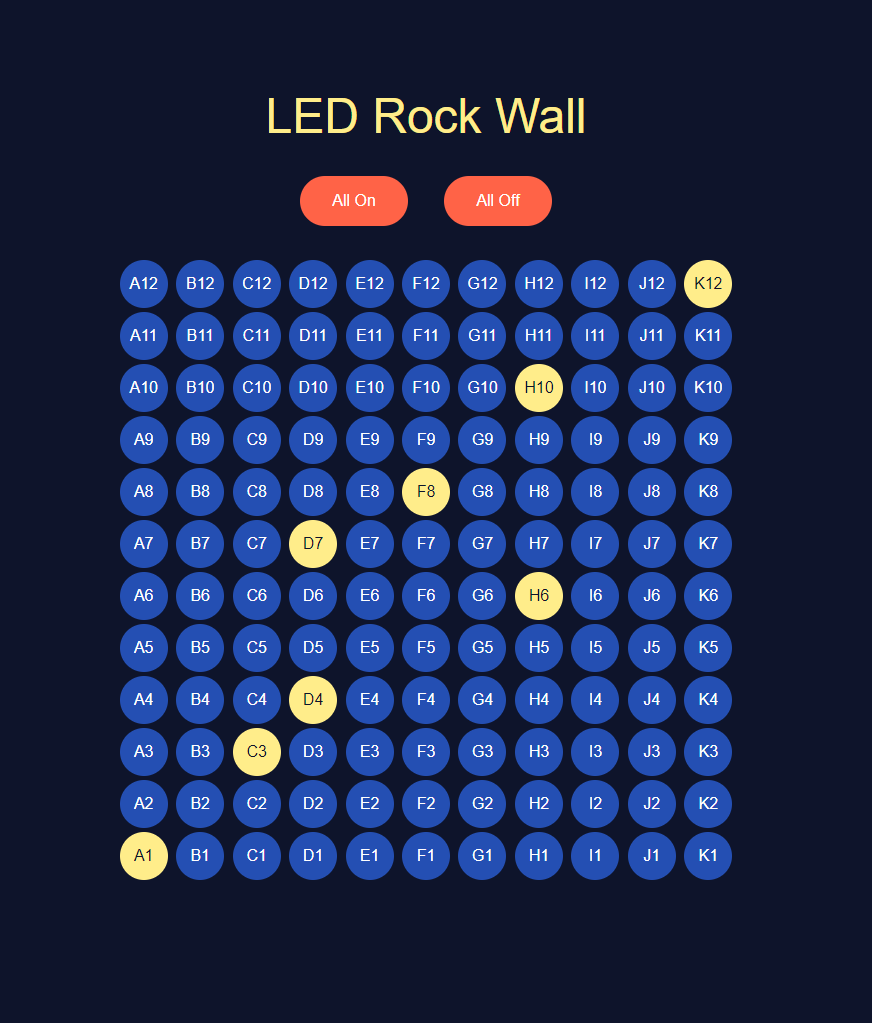 LED Rock Wall
All On All Off
A12 B12 C12 D12 E12 F12 G12 H12 I12 J12 K12
A11 B11 C11 D11 E11 F11 G11 H11 I11 J11 K11
A10 B10 C10 D10 E10 F10 G10 H10 I10 J10 K10
A9 B9 C9 D9 E9 F9 G9 H9 I9 J9 K9
A8 B8 C8 D8 E8 F8 G8 H8 I8 J8 K8
A7 B7 C7 D7 E7 F7 G7 H7 I7 J7 K7
A6 B6 C6 D6 E6 F6 G6 H6 I6 J6 K6
A5 B5 C5 D5 E5 F5 G5 H5 I5 J5 K5
A4 B4 C4 D4 E4 F4 G4 H4 I4 J4 K4
A3 B3 C3 D3 E3 F3 G3 H3 I3 J3 K3
A2 B2 C2 D2 E2 F2 G2 H2 I2 J2 K2
A1 B1 C1 D1 E1 F1 G1 H1 I1 J1 K1